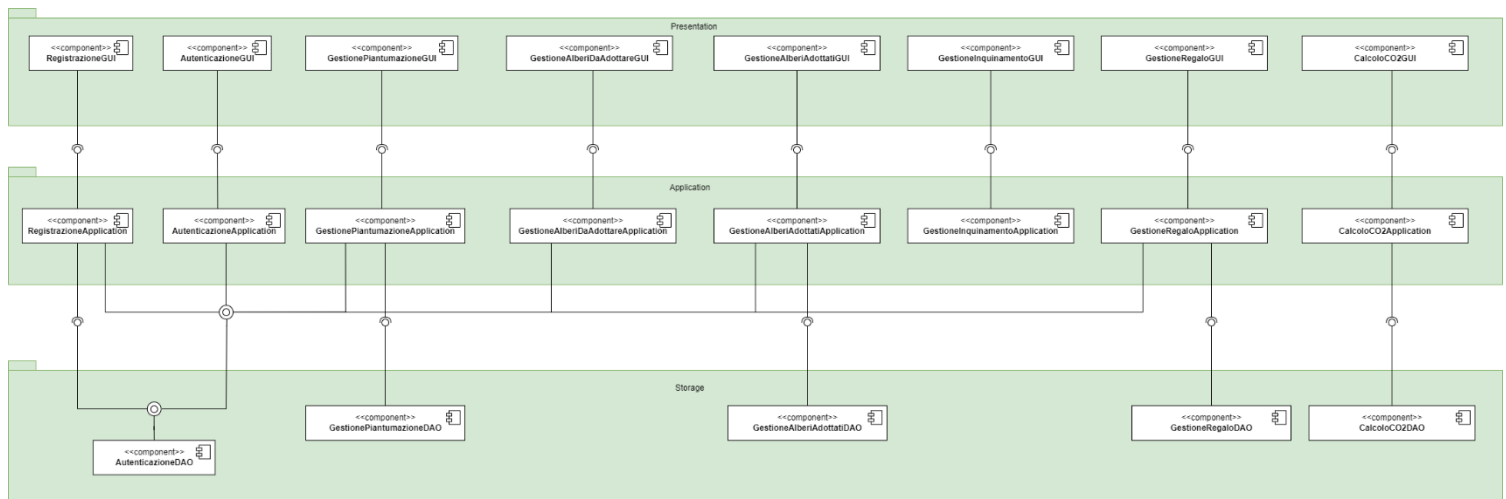 Presentation
<<component>>
RegistrazioneGUI
<<component>>
AutenticazioneGUI
<<component>>
GestionePiantumazioneGUI
<<component>>
GestioneAlberiDaAdottareGUI
<<component>>
GestioneAlberiAdottatiGUI
<<component>>
GestioneInquinamentoGUI
<<component>>
GestioneRegaloGUI
<<component>>
CalcoloCO2GUI
Application
<<component>>
RegistrazioneApplication
<<component>>
AutenticazioneApplication
<<component>>
GestionePiantumazioneApplication
<<component>>
GestioneAlberiDaAdottareApplication
<<component>>
GestioneAlberiAdottatiApplication
<<component>>
GestioneInquinamentoApplication
<<component>>
GestioneRegaloApplication
<<component>>
CalcoloCO2Application
Storage
<<component>>
GestionePiantumazioneDAO
<<component>>
GestioneAlberiAdottatiDAO
<<component>>
GestioneRegaloDAO
<<component>>
CalcoloCO2DAO
<<component>>
AutenticazioneDAO